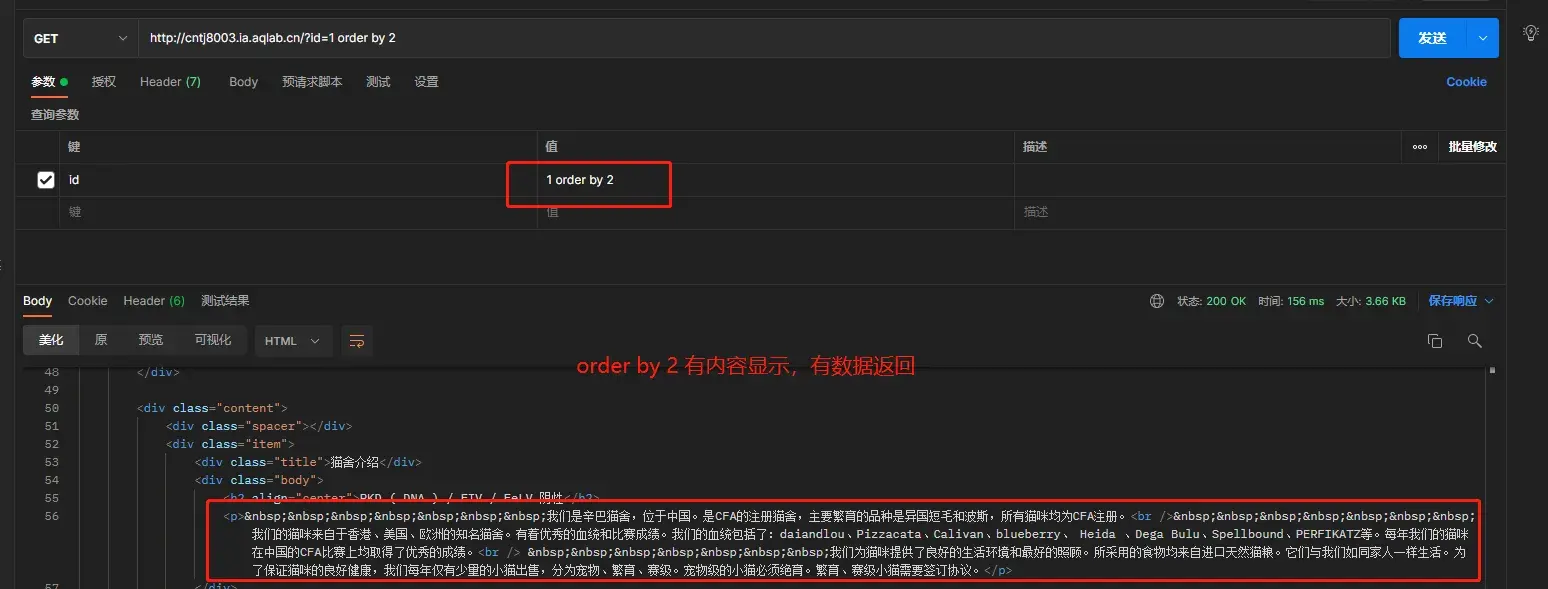 GET http://cntj8003.ia.aqlab.cn/?id=1 order by 2 发送
参数 授权 Header (7) Body 预请求脚本 测试 设置 Cookie
查询参数
键 值 描述 批量修改
id 1 order by 2
键 值 描述
Body Cookie Header (6) 测试结果 状态: 200 OK 时间: 156 ms 大小: 3.66 KB 保存响应
美化 原 预览 可视化 HTML
order by 2 有内容显示，有数据返回
48 </div>
49
50 <div class="content">
51 <div class="spacer"></div>
52 <div class="item">
53 <div class="title">猫舍介绍</div>
54 <div class="body">
55 <h2 align="center">PKD ( DNA ) / FIV / FeLV 阴性</h2>
56 <p>&nbsp;&nbsp;&nbsp;&nbsp;&nbsp;&nbsp;&nbsp;我们是辛巴猫舍，位于中国。是CFA的注册猫舍，主要繁育的品种是异国短毛和波斯，所有猫咪均为CFA注册。<br />&nbsp;&nbsp;&nbsp;&nbsp;&nbsp;&nbsp;&nbsp;
我们的猫咪来自于香港、美国、欧洲的知名猫舍。有着优秀的血统和比赛成绩。我们的血统包括了：daiandlou、Pizzacata、Calivan、blueberry、 Heida 、Dega Bulu、Spellbound、PERFIKATZ等。每年我们的猫咪
在中国的CFA比赛上均取得了优秀的成绩。<br /> &nbsp;&nbsp;&nbsp;&nbsp;&nbsp;&nbsp;&nbsp;我们为猫咪提供了良好的生活环境和最好的照顾。所采用的食物均来自进口天然猫粮。它们与我们如同家人一样生活。为
了保证猫咪的良好健康，我们每年仅有少量的小猫出售，分为宠物、繁育、赛级。宠物级的小猫必须绝育。繁育、赛级小猫需要签订协议。</p>
57 </div>